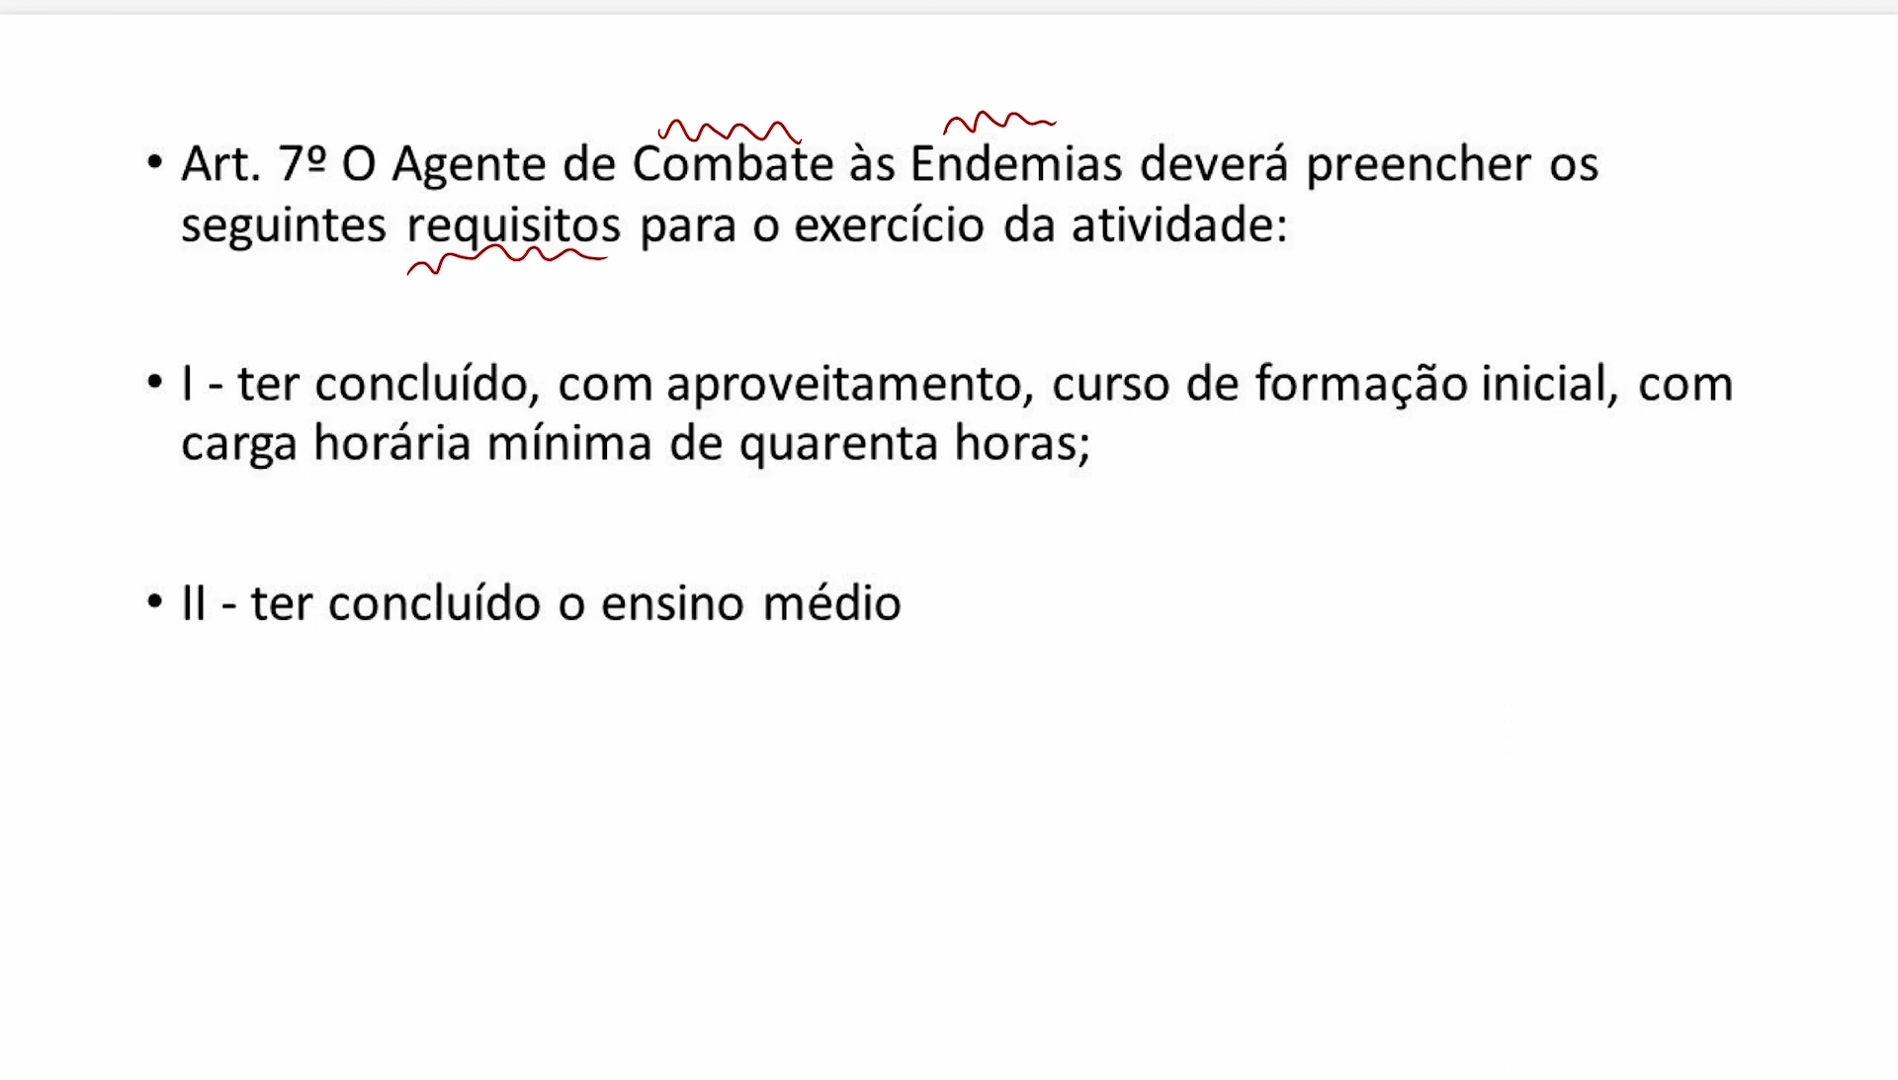 • Art. 7º O Agente de Combate às Endemias deverá preencher os
seguintes requisitos para o exercício da atividade:
• I - ter concluído, com aproveitamento, curso de formação inicial, com
carga horária mínima de quarenta horas;
• II - ter concluído o ensino médio